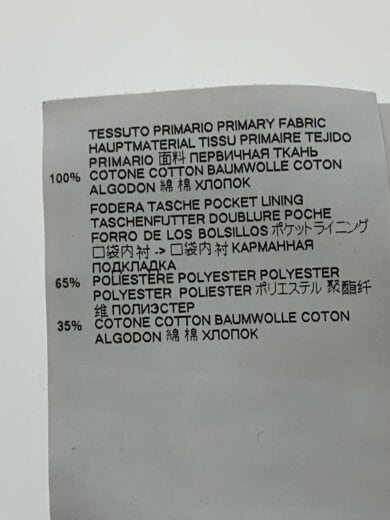 TESSUTO PRIMARIO PRIMARY FABRIC
HAUPTMATERIAL TISSU PRIMAIRE TEJIDO
PRIMARIO 面料 ПЕРВИЧНАЯ ТКАНЬ
100% COTONE COTTON BAUMWOLLE COTON
ALGODON 綿 棉 ХЛОПОК
FODERA TASCHE POCKET LINING
TASCHENFUTTER DOUBLURE POCHE
FORRO DE LOS BOLSILLOS ポケットライニング
口袋内衬 -> 口袋内衬 КАРМАННАЯ
ПОДКЛАДКА
65% POLIESTERE POLYESTER POLYESTER
POLYESTER POLIESTER ポリエステル 聚酯纤
维 ПОЛИЭСТЕР
35% COTONE COTTON BAUMWOLLE COTON
ALGODON 綿 棉 ХЛОПОК